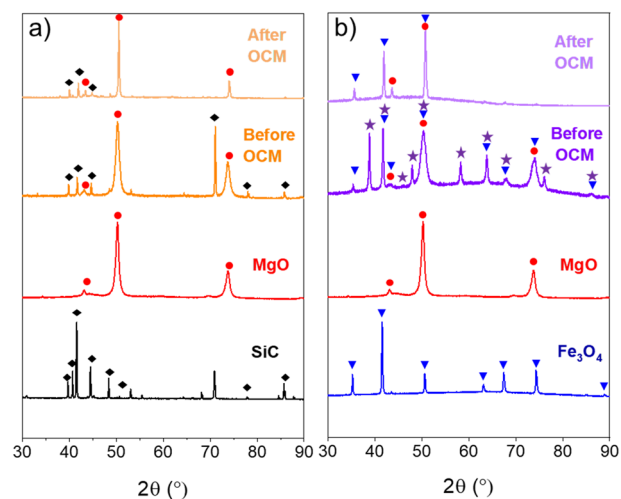 a)
After
OCM
Before
OCM
MgO
SiC
30 40 50 60 70 80 90
2θ (°)
b)
After
OCM
Before
OCM
MgO
Fe₃O₄
30 40 50 60 70 80 90
2θ (°)